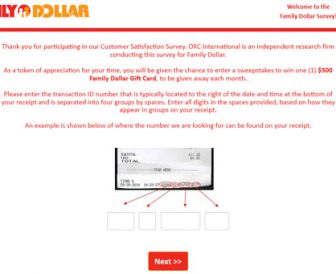 LY DOLLAR
Welcome to the
Family Dollar Survey
Thank you for participating in our Customer Satisfaction Survey. ORC International is an independent research firm
conducting this survey for Family Dollar.
As a token of appreciation for your time, you will be given the chance to enter a sweepstakes to win one (1) $500
Family Dollar Gift Card, to be given away each month.
Please enter the transaction ID number that is typically located to the right of the date and time at the bottom of
your receipt and is separated into four groups by spaces. Enter all digits in the spaces provided, based on how they
appear in groups on your receipt.
An example is shown below of where the number we are looking for can be found on your receipt.
TOTAL
TEAR HERE
Next >>